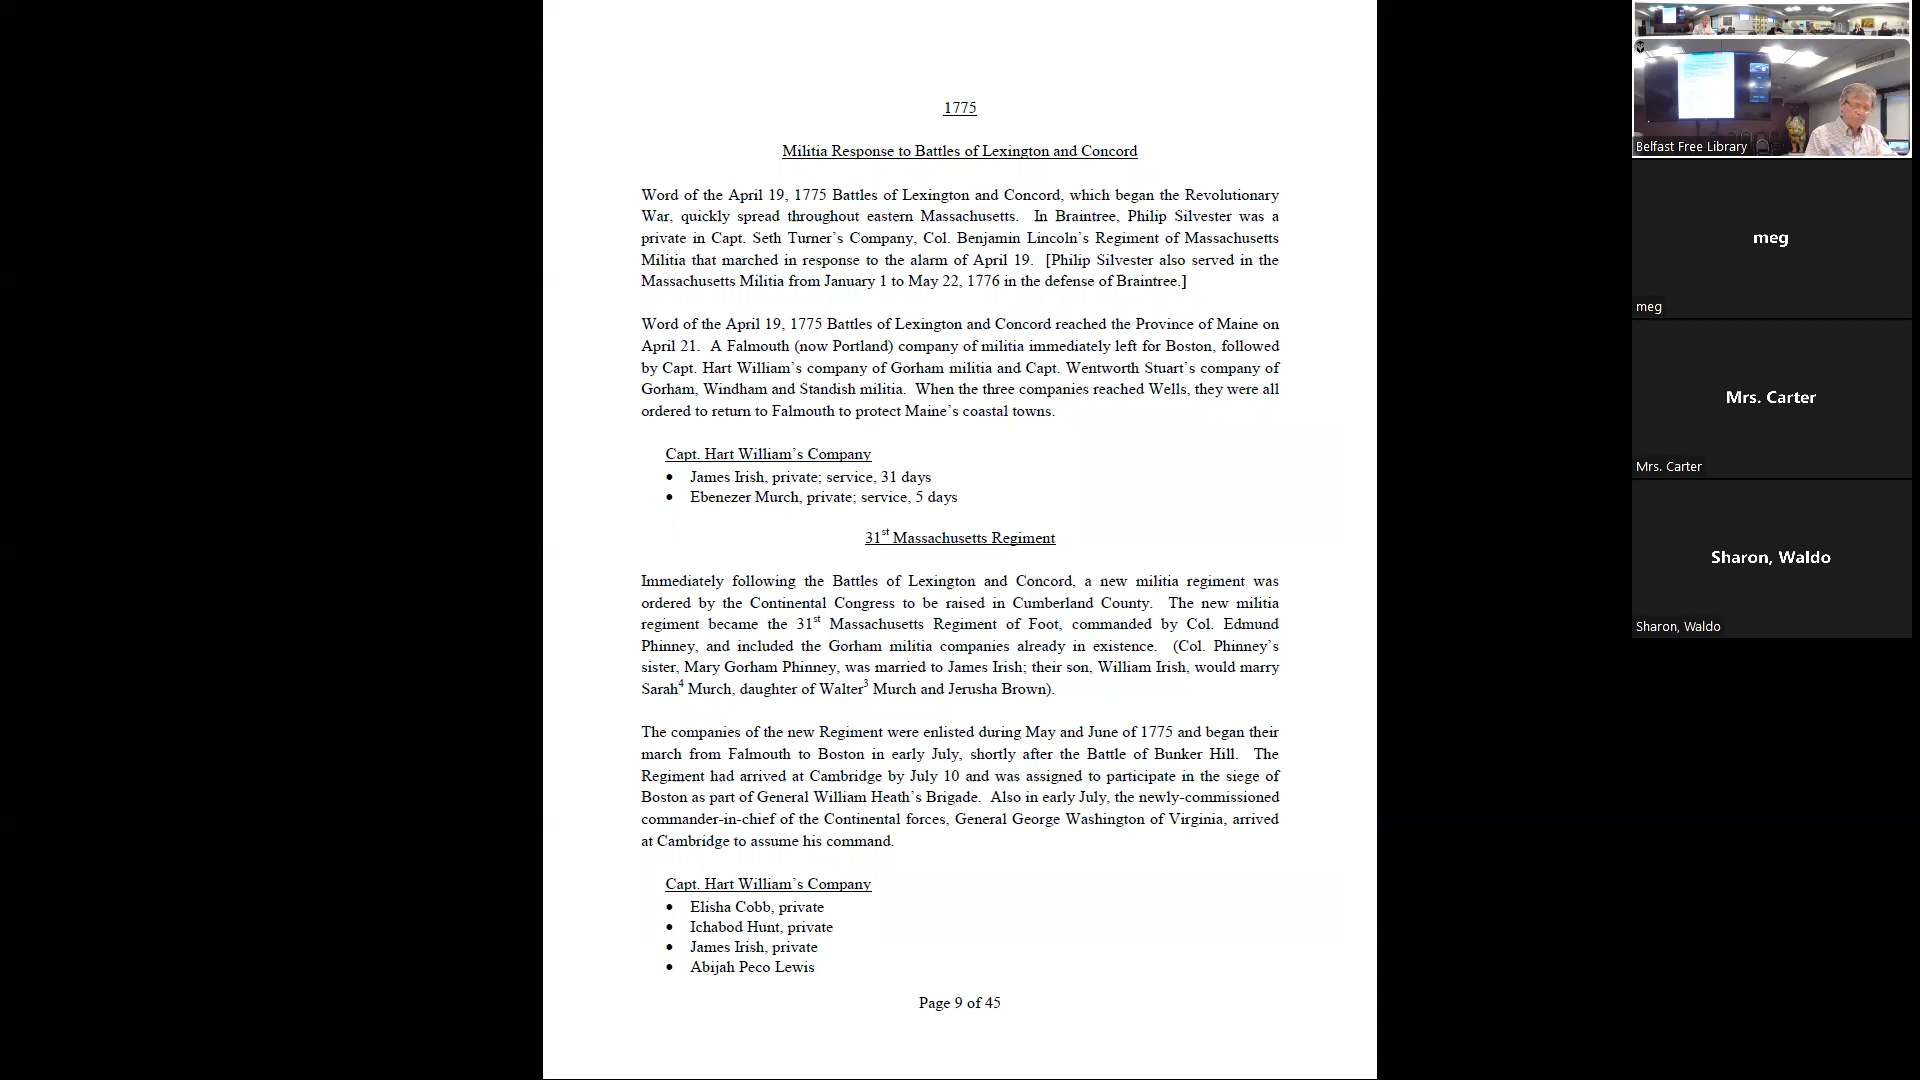 1775
Militia Response to Battles of Lexington and Concord
Word of the April 19, 1775 Battles of Lexington and Concord, which began the Revolutionary
War, quickly spread throughout eastern Massachusetts. In Braintree, Philip Silvester was a
private in Capt. Seth Turner's Company, Col. Benjamin Lincoln's Regiment of Massachusetts
Militia that marched in response to the alarm of April 19. [Philip Silvester also served in the
Massachusetts Militia from January 1 to May 22, 1776 in the defense of Braintree.]
Word of the April 19, 1775 Battles of Lexington and Concord reached the Province of Maine on
April 21. A Falmouth (now Portland) company of militia immediately left for Boston, followed
by Capt. Hart William's company of Gorham militia and Capt. Wentworth Stuart's company of
Gorham, Windham and Standish militia. When the three companies reached Wells, they were all
ordered to return to Falmouth to protect Maine's coastal towns.
Capt. Hart William's Company
• James Irish, private; service, 31 days
• Ebenezer Murch, private; service, 5 days
31st Massachusetts Regiment
Immediately following the Battles of Lexington and Concord, a new militia regiment was
ordered by the Continental Congress to be raised in Cumberland County. The new militia
regiment became the 31st Massachusetts Regiment of Foot, commanded by Col. Edmund
Phinney, and included the Gorham militia companies already in existence. (Col. Phinney's
sister, Mary Gorham Phinney, was married to James Irish; their son, William Irish, would marry
Sarah4 Murch, daughter of Walter3 Murch and Jerusha Brown).
The companies of the new Regiment were enlisted during May and June of 1775 and began their
march from Falmouth to Boston in early July, shortly after the Battle of Bunker Hill. The
Regiment had arrived at Cambridge by July 10 and was assigned to participate in the siege of
Boston as part of General William Heath's Brigade. Also in early July, the newly-commissioned
commander-in-chief of the Continental forces, General George Washington of Virginia, arrived
at Cambridge to assume his command.
Capt. Hart William's Company
• Elisha Cobb, private
• Ichabod Hunt, private
• James Irish, private
• Abijah Peco Lewis
Page 9 of 45
Belfast Free Library
meg
meg
Mrs. Carter
Mrs. Carter
Sharon, Waldo
Sharon, Waldo